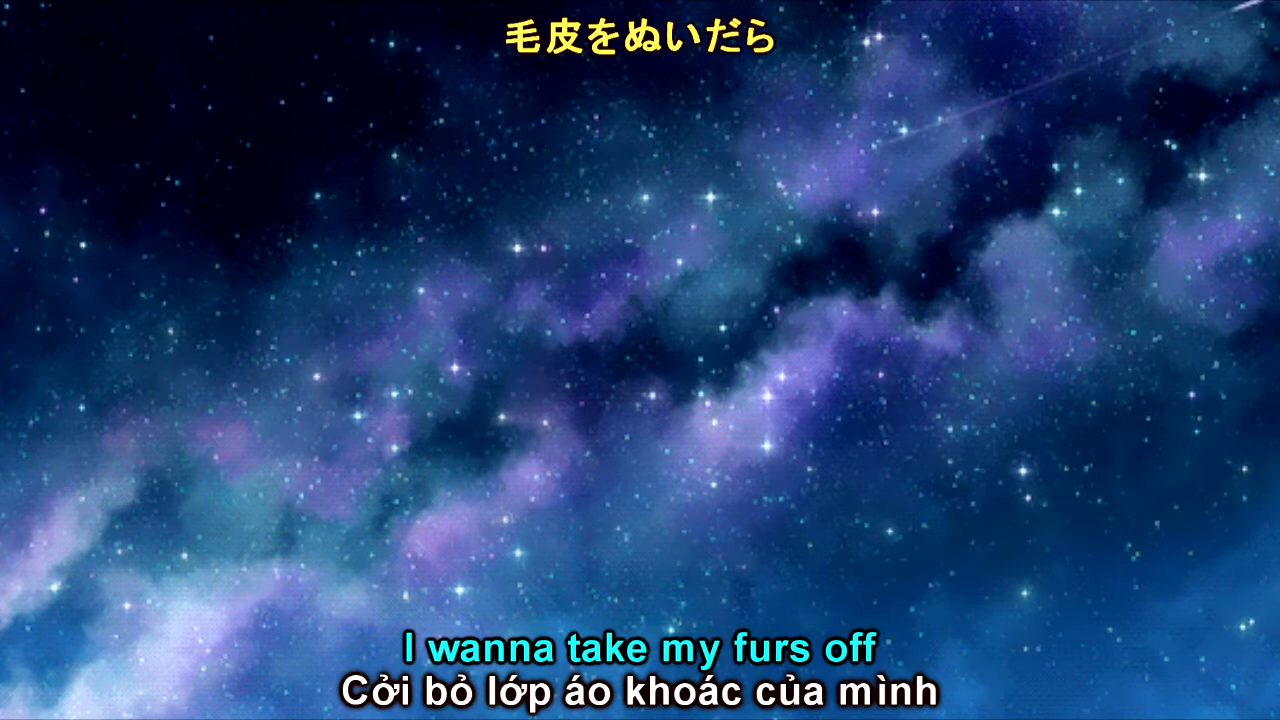 毛皮をぬいだら
I wanna take my furs off
Cởi bỏ lớp áo khoác của mình